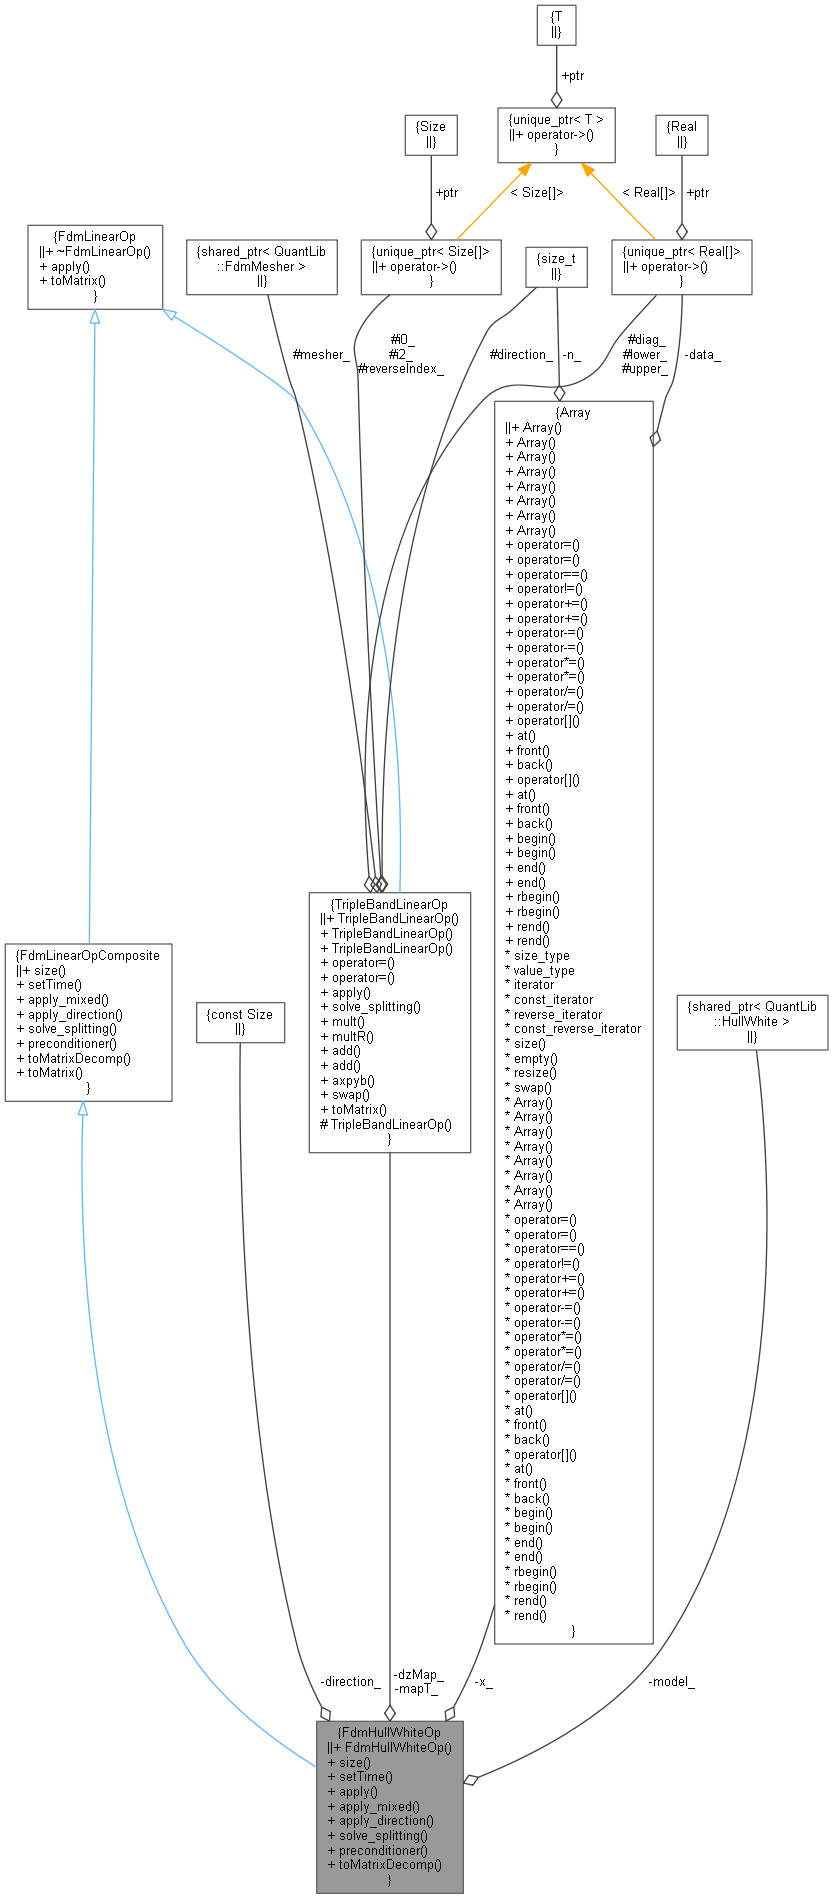 {T
||}
+ptr
{unique_ptr< T >
||+ operator->()
}
{Size
||}
{Real
||}
+ptr
< Size[]>
< Real[]>
+ptr
{FdmLinearOp
||+ ~FdmLinearOp()
+ apply()
+ toMatrix()
}
{shared_ptr< QuantLib
::FdmMesher >
||}
{unique_ptr< Size[]>
||+ operator->()
}
{size_t
||}
{unique_ptr< Real[]>
||+ operator->()
}
#mesher_
#i0_
#i2_
#reverseIndex_
#direction_
-n_
#diag_
#lower_
#upper_
-data_
{Array
||+ Array()
+ Array()
+ Array()
+ Array()
+ Array()
+ Array()
+ Array()
+ Array()
+ operator=()
+ operator=()
+ operator==()
+ operator!=()
+ operator+=()
+ operator+=()
+ operator-=()
+ operator-=()
+ operator*=()
+ operator*=()
+ operator/=()
+ operator/=()
+ operator[]()
+ at()
+ front()
+ back()
+ operator[]()
+ at()
+ front()
+ back()
+ begin()
+ begin()
+ end()
+ end()
+ rbegin()
+ rbegin()
+ rend()
+ rend()
* size_type
* value_type
* iterator
* const_iterator
* reverse_iterator
* const_reverse_iterator
* size()
* empty()
* resize()
* swap()
* Array()
* Array()
* Array()
* Array()
* Array()
* Array()
* Array()
* Array()
* operator=()
* operator=()
* operator==()
* operator!=()
* operator+=()
* operator+=()
* operator-=()
* operator-=()
* operator*=()
* operator*=()
* operator/=()
* operator/=()
* operator[]()
* at()
* front()
* back()
* operator[]()
* at()
* front()
* back()
* begin()
* begin()
* end()
* end()
* rbegin()
* rbegin()
* rend()
* rend()
}
{TripleBandLinearOp
||+ TripleBandLinearOp()
+ TripleBandLinearOp()
+ TripleBandLinearOp()
+ operator=()
+ operator=()
+ apply()
+ solve_splitting()
+ mult()
+ multR()
+ add()
+ add()
+ axpyb()
+ swap()
+ toMatrix()
# TripleBandLinearOp()
}
{FdmLinearOpComposite
||+ size()
+ setTime()
+ apply_mixed()
+ apply_direction()
+ solve_splitting()
+ preconditioner()
+ toMatrixDecomp()
+ toMatrix()
}
{const Size
||}
{shared_ptr< QuantLib
::HullWhite >
||}
-direction_
-dzMap_
-mapT_
-x_
-model_
{FdmHullWhiteOp
||+ FdmHullWhiteOp()
+ size()
+ setTime()
+ apply()
+ apply_mixed()
+ apply_direction()
+ solve_splitting()
+ preconditioner()
+ toMatrixDecomp()
}